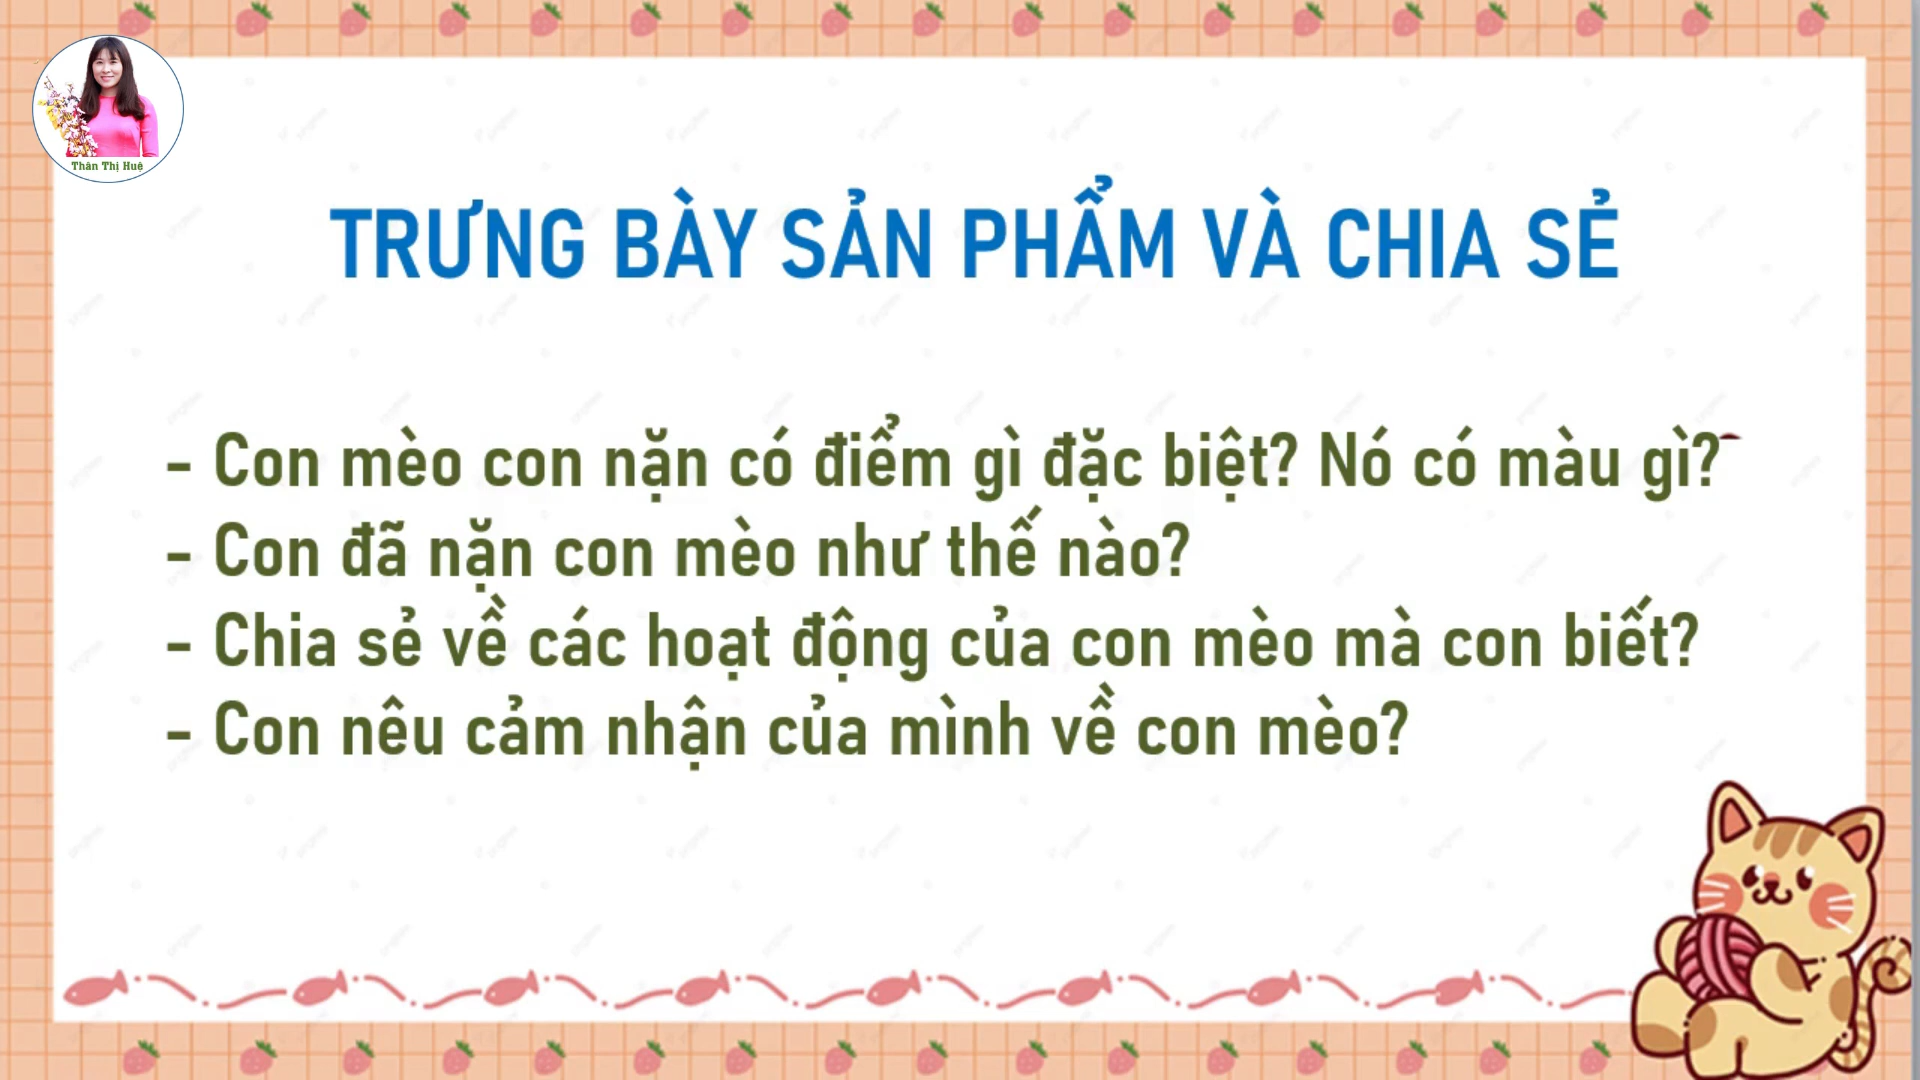 Thân Thị Huệ
TRƯNG BÀY SẢN PHẨM VÀ CHIA SẺ
- Con mèo con nặn có điểm gì đặc biệt? Nó có màu gì?
- Con đã nặn con mèo như thế nào?
- Chia sẻ về các hoạt động của con mèo mà con biết?
- Con nêu cảm nhận của mình về con mèo?